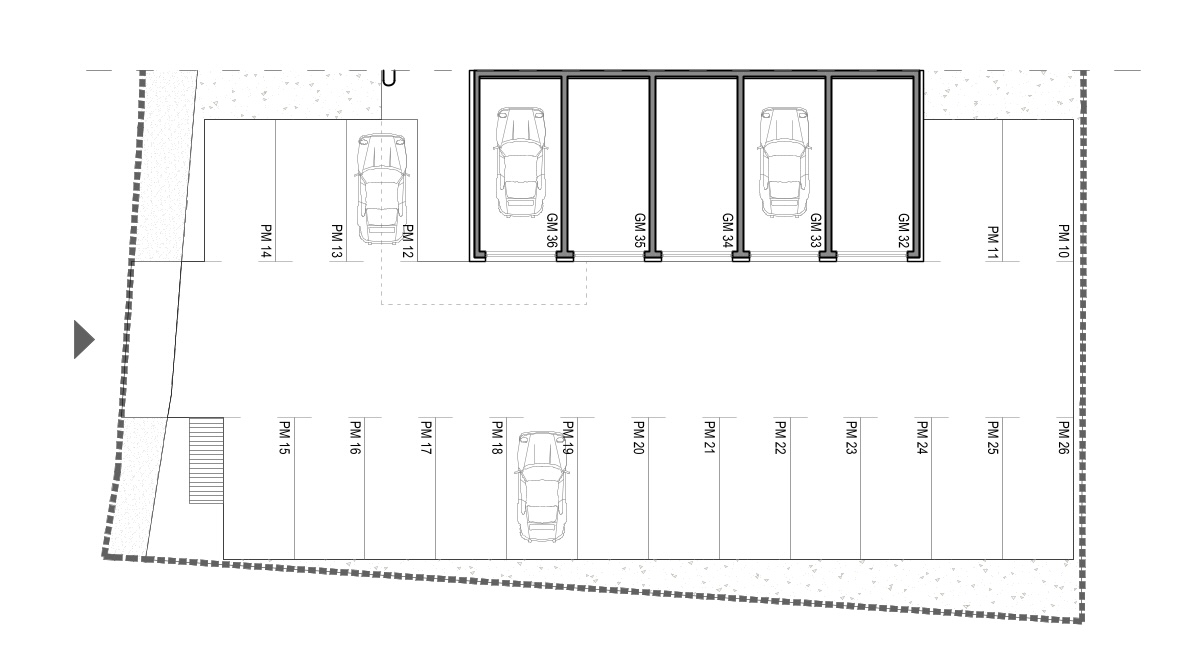 PM 14
PM 13
PM 12
GM 36
GM 35
GM 34
GM 33
GM 32
PM 11
PM 10
PM 15
PM 16
PM 17
PM 18
PM 19
PM 20
PM 21
PM 22
PM 23
PM 24
PM 25
PM 26